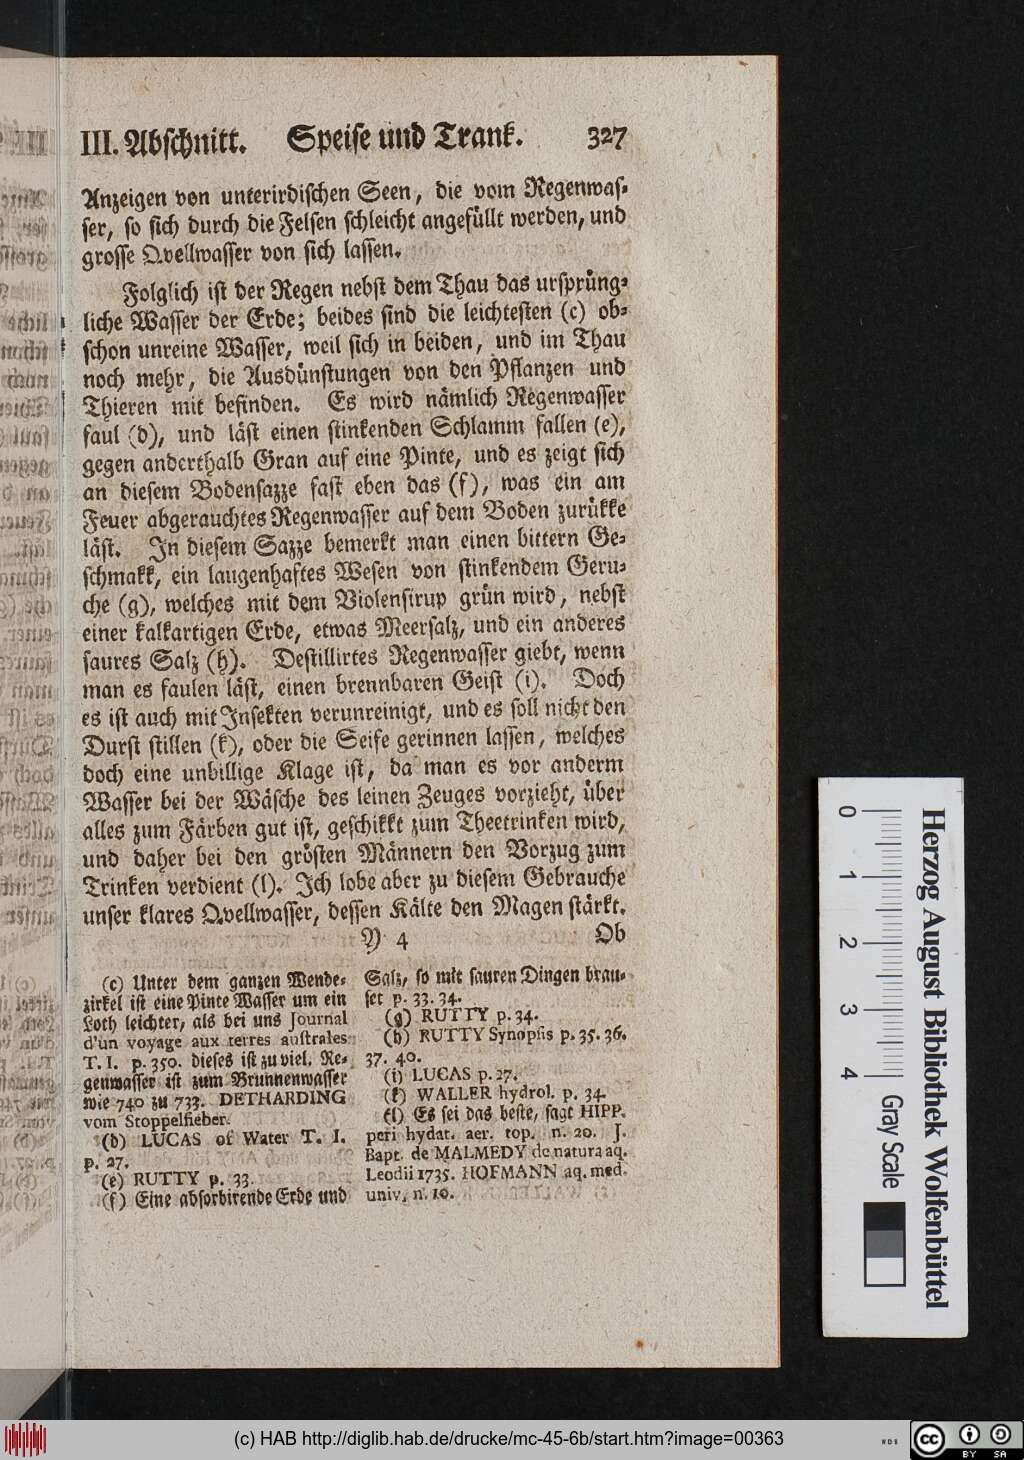 III. Abschnitt. Speise und Trank. 327
Anzeigen von unterirdischen Seen, die vom Regenwas-
ser, so sich durch die Felsen schleicht angefüllt werden, und
grosse Qvellwasser von sich lassen.
Folglich ist der Regen nebst dem Thau das ursprüng-
liche Wasser der Erde; beides sind die leichtesten (c) ob-
schon unreine Wasser, weil sich in beiden, und im Thau
noch mehr, die Ausdünstungen von den Pflanzen und
Thieren mit befinden. Es wird nämlich Regenwasser
faul (d), und läst einen stinkenden Schlamm fallen (e),
gegen anderthalb Gran auf eine Pinte, und es zeigt sich
an diesem Bodensazze fast eben das (f), was ein am
Feuer abgerauchtes Regenwasser auf dem Boden zurükke
läst. In diesem Sazze bemerkt man einen bittern Ge-
schmakk, ein laugenhaftes Wesen von stinkendem Geru-
che (g), welches mit dem Violensirup grün wird, nebst
einer kalkartigen Erde, etwas Meersalz, und ein anderes
saures Salz (h). Destillirtes Regenwasser giebt, wenn
man es faulen läst, einen brennbaren Geist (i). Doch
es ist auch mit Insekten verunreinigt, und es soll nicht den
Durst stillen (k), oder die Seife gerinnen lassen, welches
doch eine unbillige Klage ist, da man es vor anderm
Wasser bei der Wäsche des leinen Zeuges vorzieht, über
alles zum Färben gut ist, geschikkt zum Theetrinken wird,
und daher bei den grösten Männern den Vorzug zum
Trinken verdient (l). Ich lobe aber zu diesem Gebrauche
unser klares Qvellwasser, dessen Kälte den Magen stärkt.
Y 4 Ob
(c) Unter dem ganzen Wende-
zirkel ist eine Pinte Wasser um ein
Loth leichter, als bei uns Journal
d'un voyage aux terres australes
T. I. p. 350. dieses ist zu viel. Re-
genwasser ist zum Brunnenwasser
wie 740 zu 733. DETHARDING
vom Stoppelfieber.
(d) LUCAS of Water T. I.
p. 27.
(e) RUTTY p. 33.
(f) Eine absorbirende Erde und
Salz, so mit sauren Dingen brau-
set p. 33. 34.
(g) RUTTY p. 34.
(h) RUTTY Synopsis p. 35. 36.
37. 40.
(i) LUCAS p. 27.
(k) WALLER hydrol. p. 34.
(l) Es sei das beste, sagt HIPP.
peri hydat. aer. top. n. 20. J.
Bapt. de MALMEDY de natura aq.
Leodii 1735. HOFMANN aq. med.
univ. n. 10.
0 1 2 3 4 Gray Scale
Herzog August Bibliothek Wolfenbüttel
(c) HAB http://diglib.hab.de/drucke/mc-45-6b/start.htm?image=00363
WDB
cc BY SA